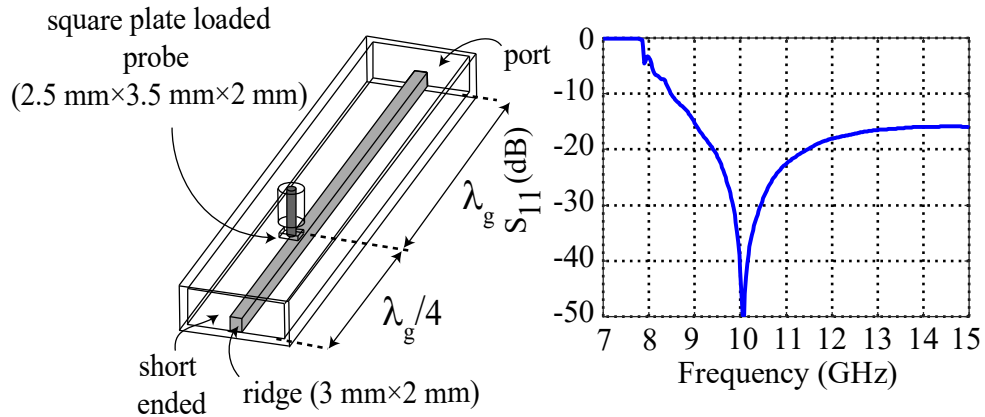 square plate loaded
probe
(2.5 mm×3.5 mm×2 mm)
port
λg
λg/4
short
ended
ridge (3 mm×2 mm)
S11 (dB)
0
-10
-20
-30
-40
-50
7 8 9 10 11 12 13 14 15
Frequency (GHz)